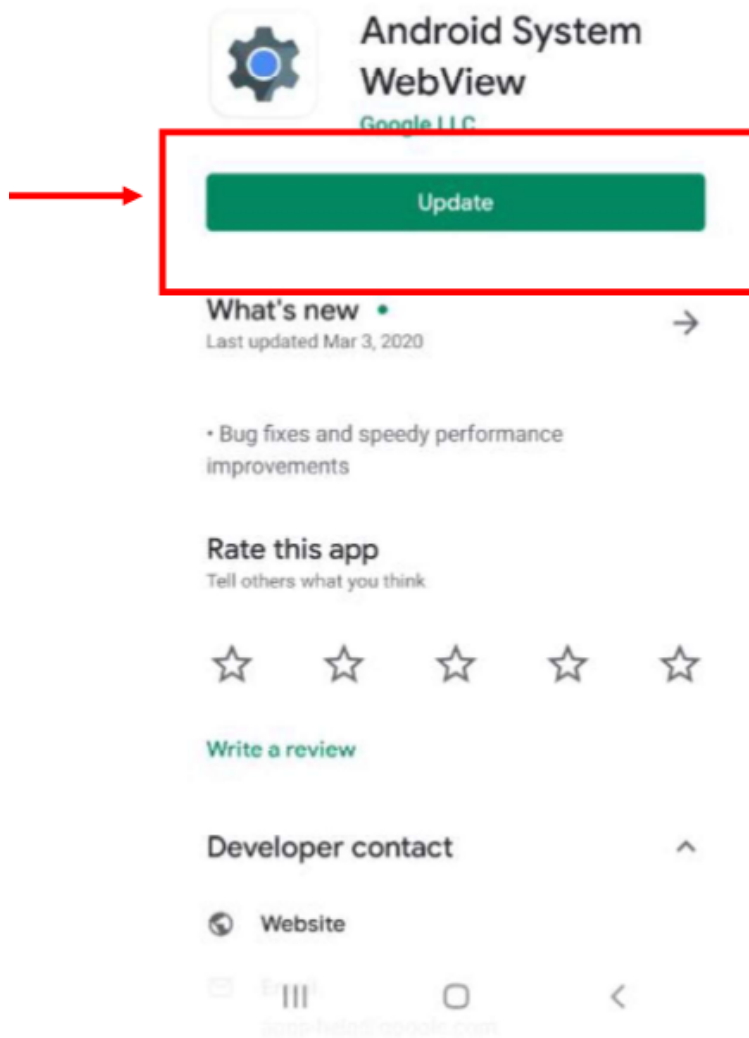 Android System
WebView
Google LLC
Update
What's new •
Last updated Mar 3, 2020
• Bug fixes and speedy performance
improvements
Rate this app
Tell others what you think
Write a review
Developer contact
Website
Email